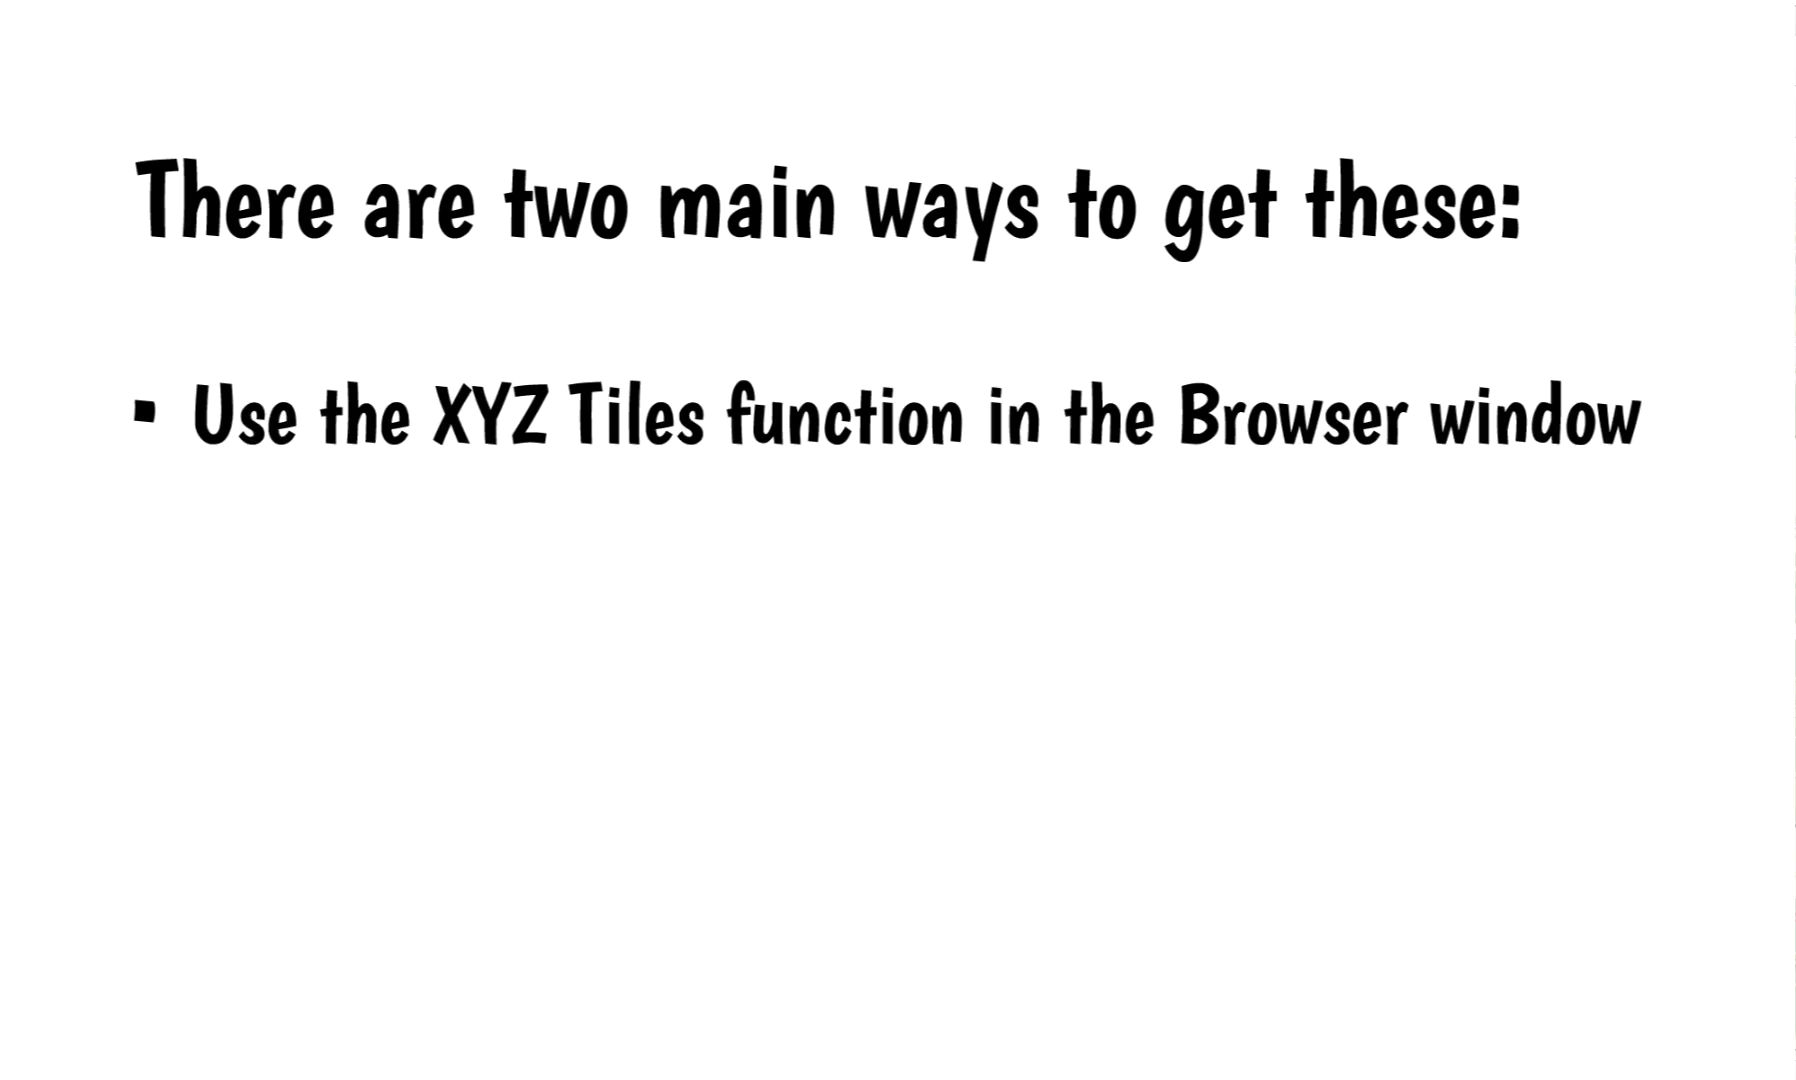 There are two main ways to get these:
▪ Use the XYZ Tiles function in the Browser window